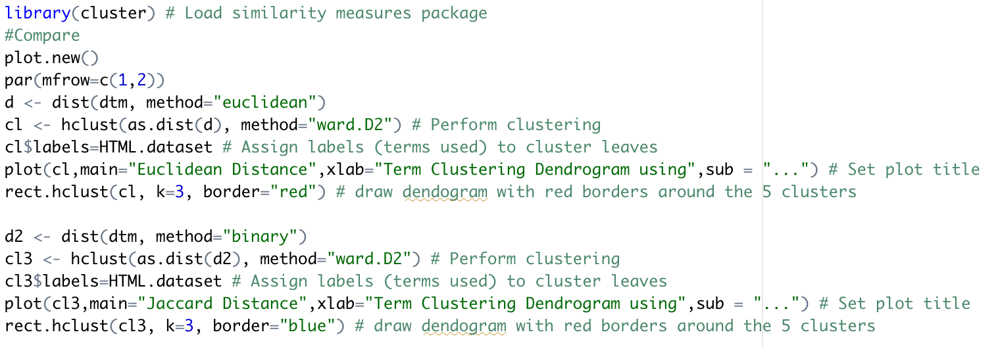 library(cluster) # Load similarity measures package
#Compare
plot.new()
par(mfrow=c(1,2))
d <- dist(dtm, method="euclidean")
cl <- hclust(as.dist(d), method="ward.D2") # Perform clustering
cl$labels=HTML.dataset # Assign labels (terms used) to cluster leaves
plot(cl,main="Euclidean Distance",xlab="Term Clustering Dendrogram using",sub = "...") # Set plot title
rect.hclust(cl, k=3, border="red") # draw dendogram with red borders around the 5 clusters

d2 <- dist(dtm, method="binary")
cl3 <- hclust(as.dist(d2), method="ward.D2") # Perform clustering
cl3$labels=HTML.dataset # Assign labels (terms used) to cluster leaves
plot(cl3,main="Jaccard Distance",xlab="Term Clustering Dendrogram using",sub = "...") # Set plot title
rect.hclust(cl3, k=3, border="blue") # draw dendogram with red borders around the 5 clusters